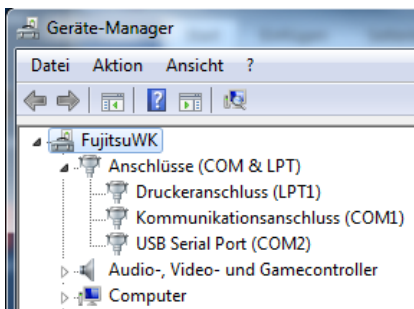 Geräte-Manager
Datei Aktion Ansicht ?
FujitsuWK
Anschlüsse (COM & LPT)
Druckeranschluss (LPT1)
Kommunikationsanschluss (COM1)
USB Serial Port (COM2)
Audio-, Video- und Gamecontroller
Computer